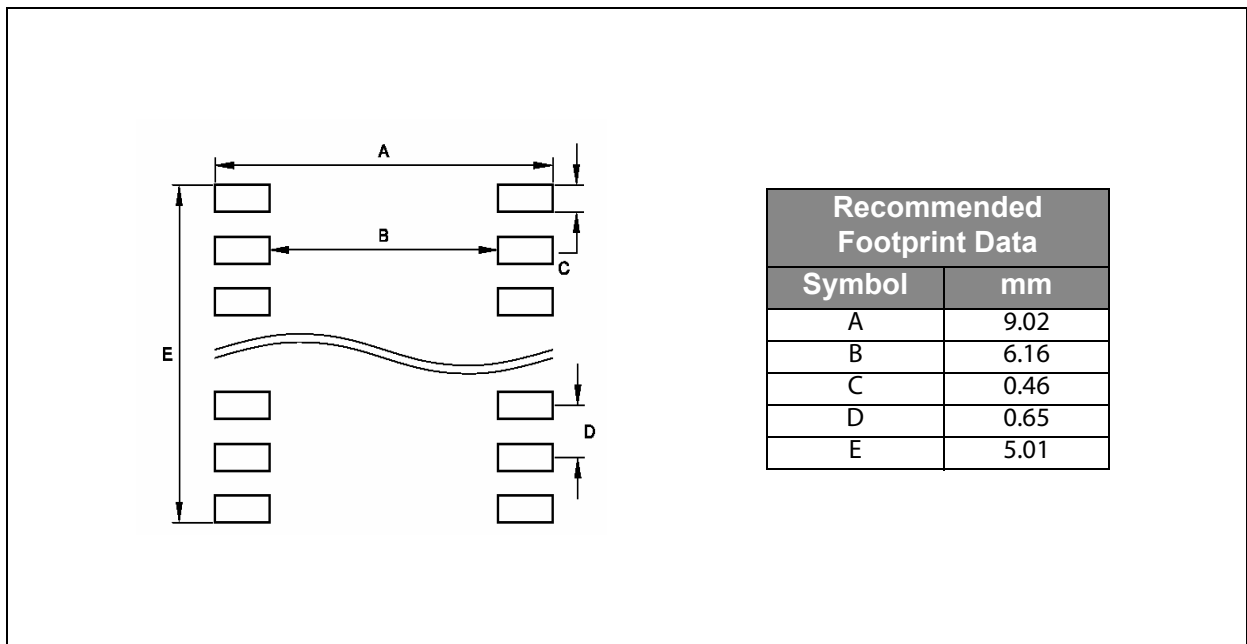 A
B
C
E
D
Recommended
Footprint Data
Symbol mm
A 9.02
B 6.16
C 0.46
D 0.65
E 5.01